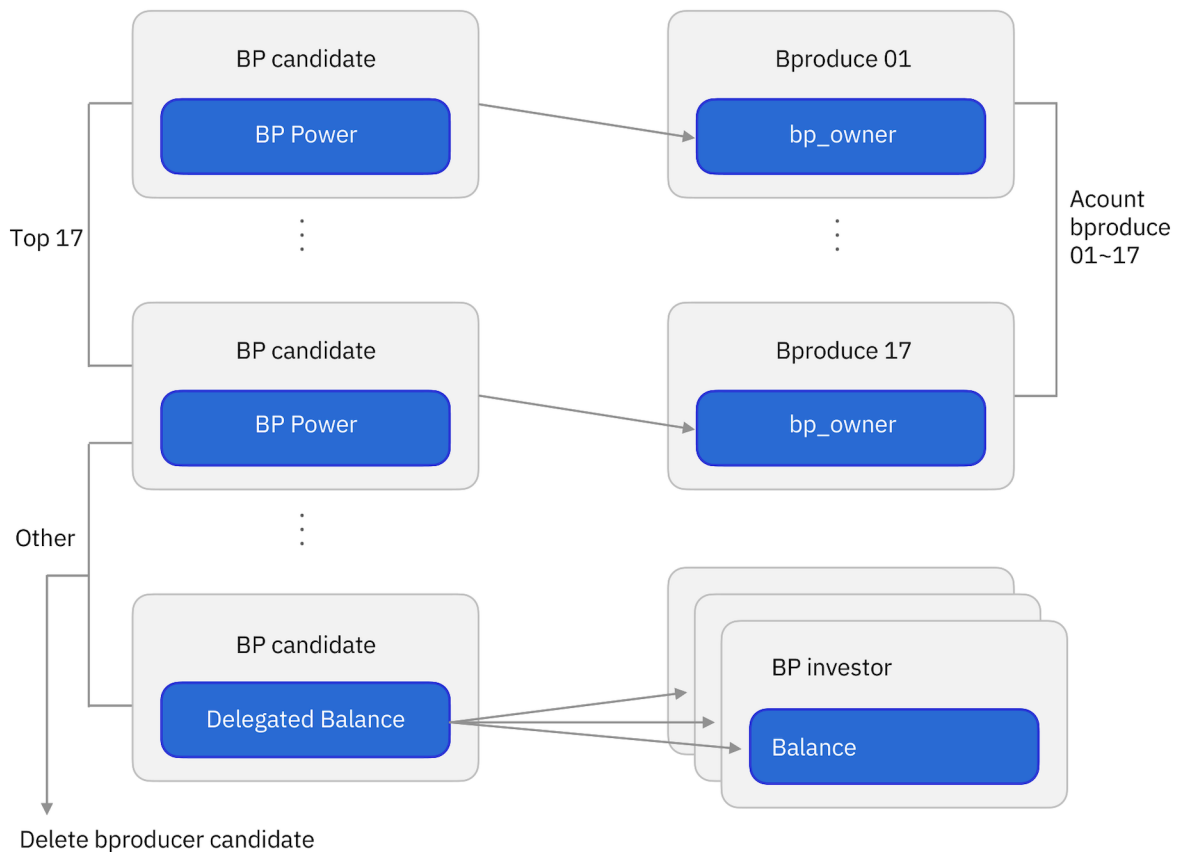 BP candidate
BP Power
Bproduce 01
bp_owner
Top 17
Acount
bproduce
01~17
BP candidate
BP Power
Bproduce 17
bp_owner
Other
BP candidate
Delegated Balance
BP investor
Balance
Delete bproducer candidate